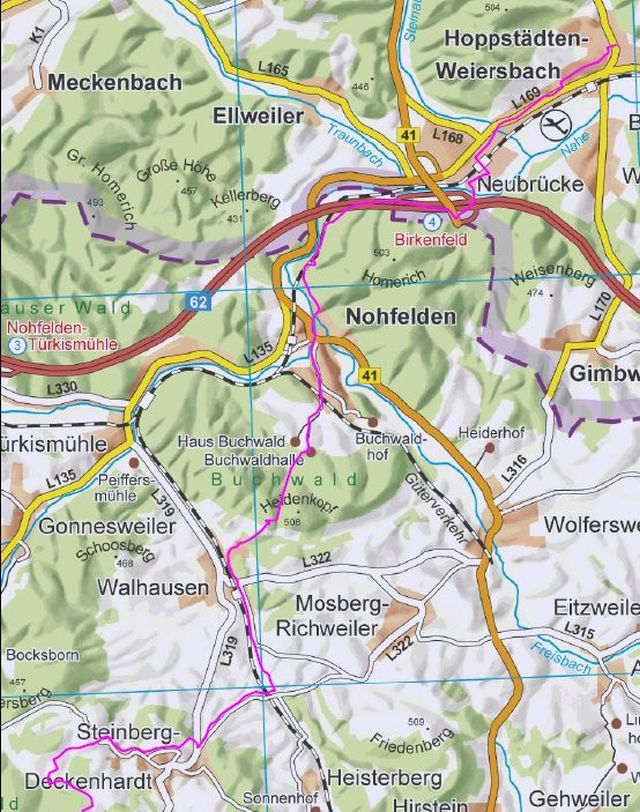 504
K1
Hoppstädten-
Weiersbach
Meckenbach
L165
446
L169
Ellweiler
41
L168
Traunbach
Nahe
Gr. Homerich
Große Höhe
457
Kellerberg
431
493
Neubrücke
4
Birkenfeld
503
Homerich
Weisenberg
474
auser Wald
62
L170
Nohfelden-
3 Türkismühle
Nohfelden
L135
41
Gimbw
L330
ürkismühle
Haus Buchwald
Buchwaldhalle
Buchwald-
hof
Heiderhof
L316
Peiffers-
mühle
Buchwald
L135
L319
Heidenkopf
508
Güterverkehr
Gonnesweiler
Schoosberg
468
Wolferswe
L322
Walhausen
Mosberg-
Richweiler
Eitzweile
L315
L319
L322
Freisbach
Bocksborn
457
ersberg
Steinberg-
Deckenhardt
509
Friedenberg
Heisterberg
Sonnenhof
Hirstein
Gehweiler